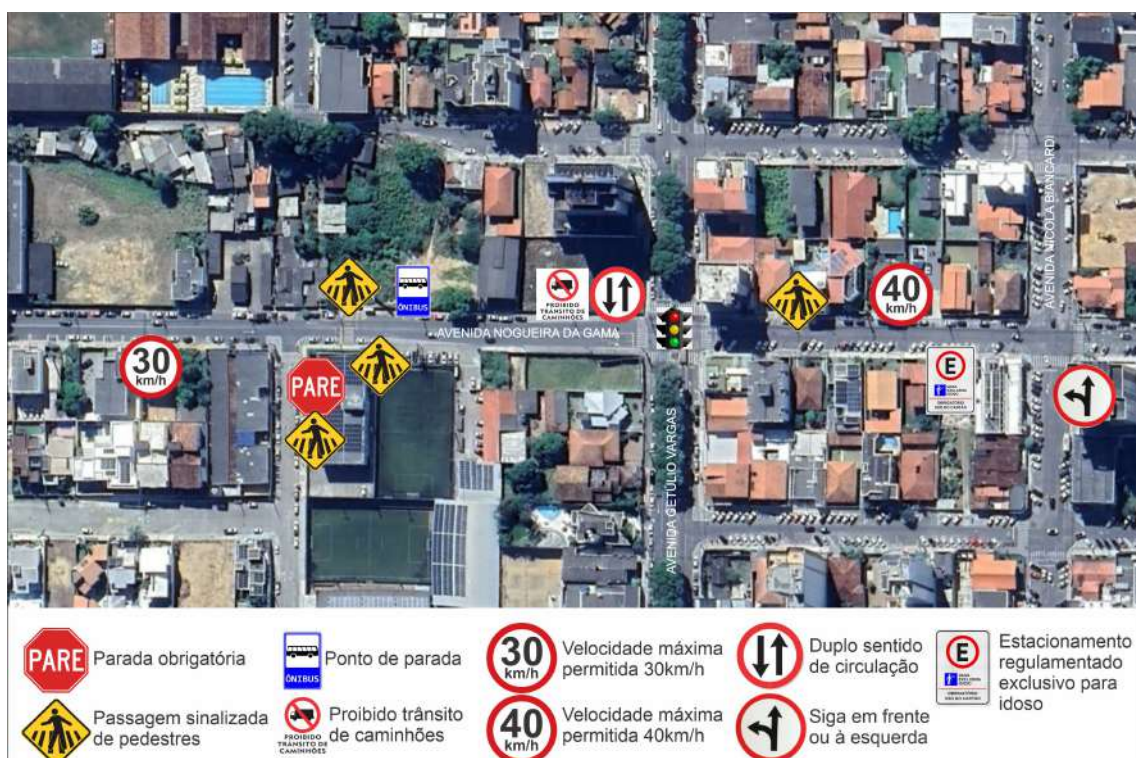 AVENIDA NICOLA BIANCARDI
ÔNIBUS
PROIBIDO
TRÂNSITO DE
CAMINHÕES
40
km/h
AVENIDA NOGUEIRA DA GAMA
30
km/h
PARE
E
AVENIDA GETÚLIO VARGAS
PARE
Parada obrigatória
Passagem sinalizada
de pedestres
ÔNIBUS
Ponto de parada
PROIBIDO
TRÂNSITO DE
CAMINHÕES
Proibido trânsito
de caminhões
30
km/h
Velocidade máxima
permitida 30km/h
40
km/h
Velocidade máxima
permitida 40km/h
Duplo sentido
de circulação
Siga em frente
ou à esquerda
E
Estacionamento
regulamentado
exclusivo para
idoso